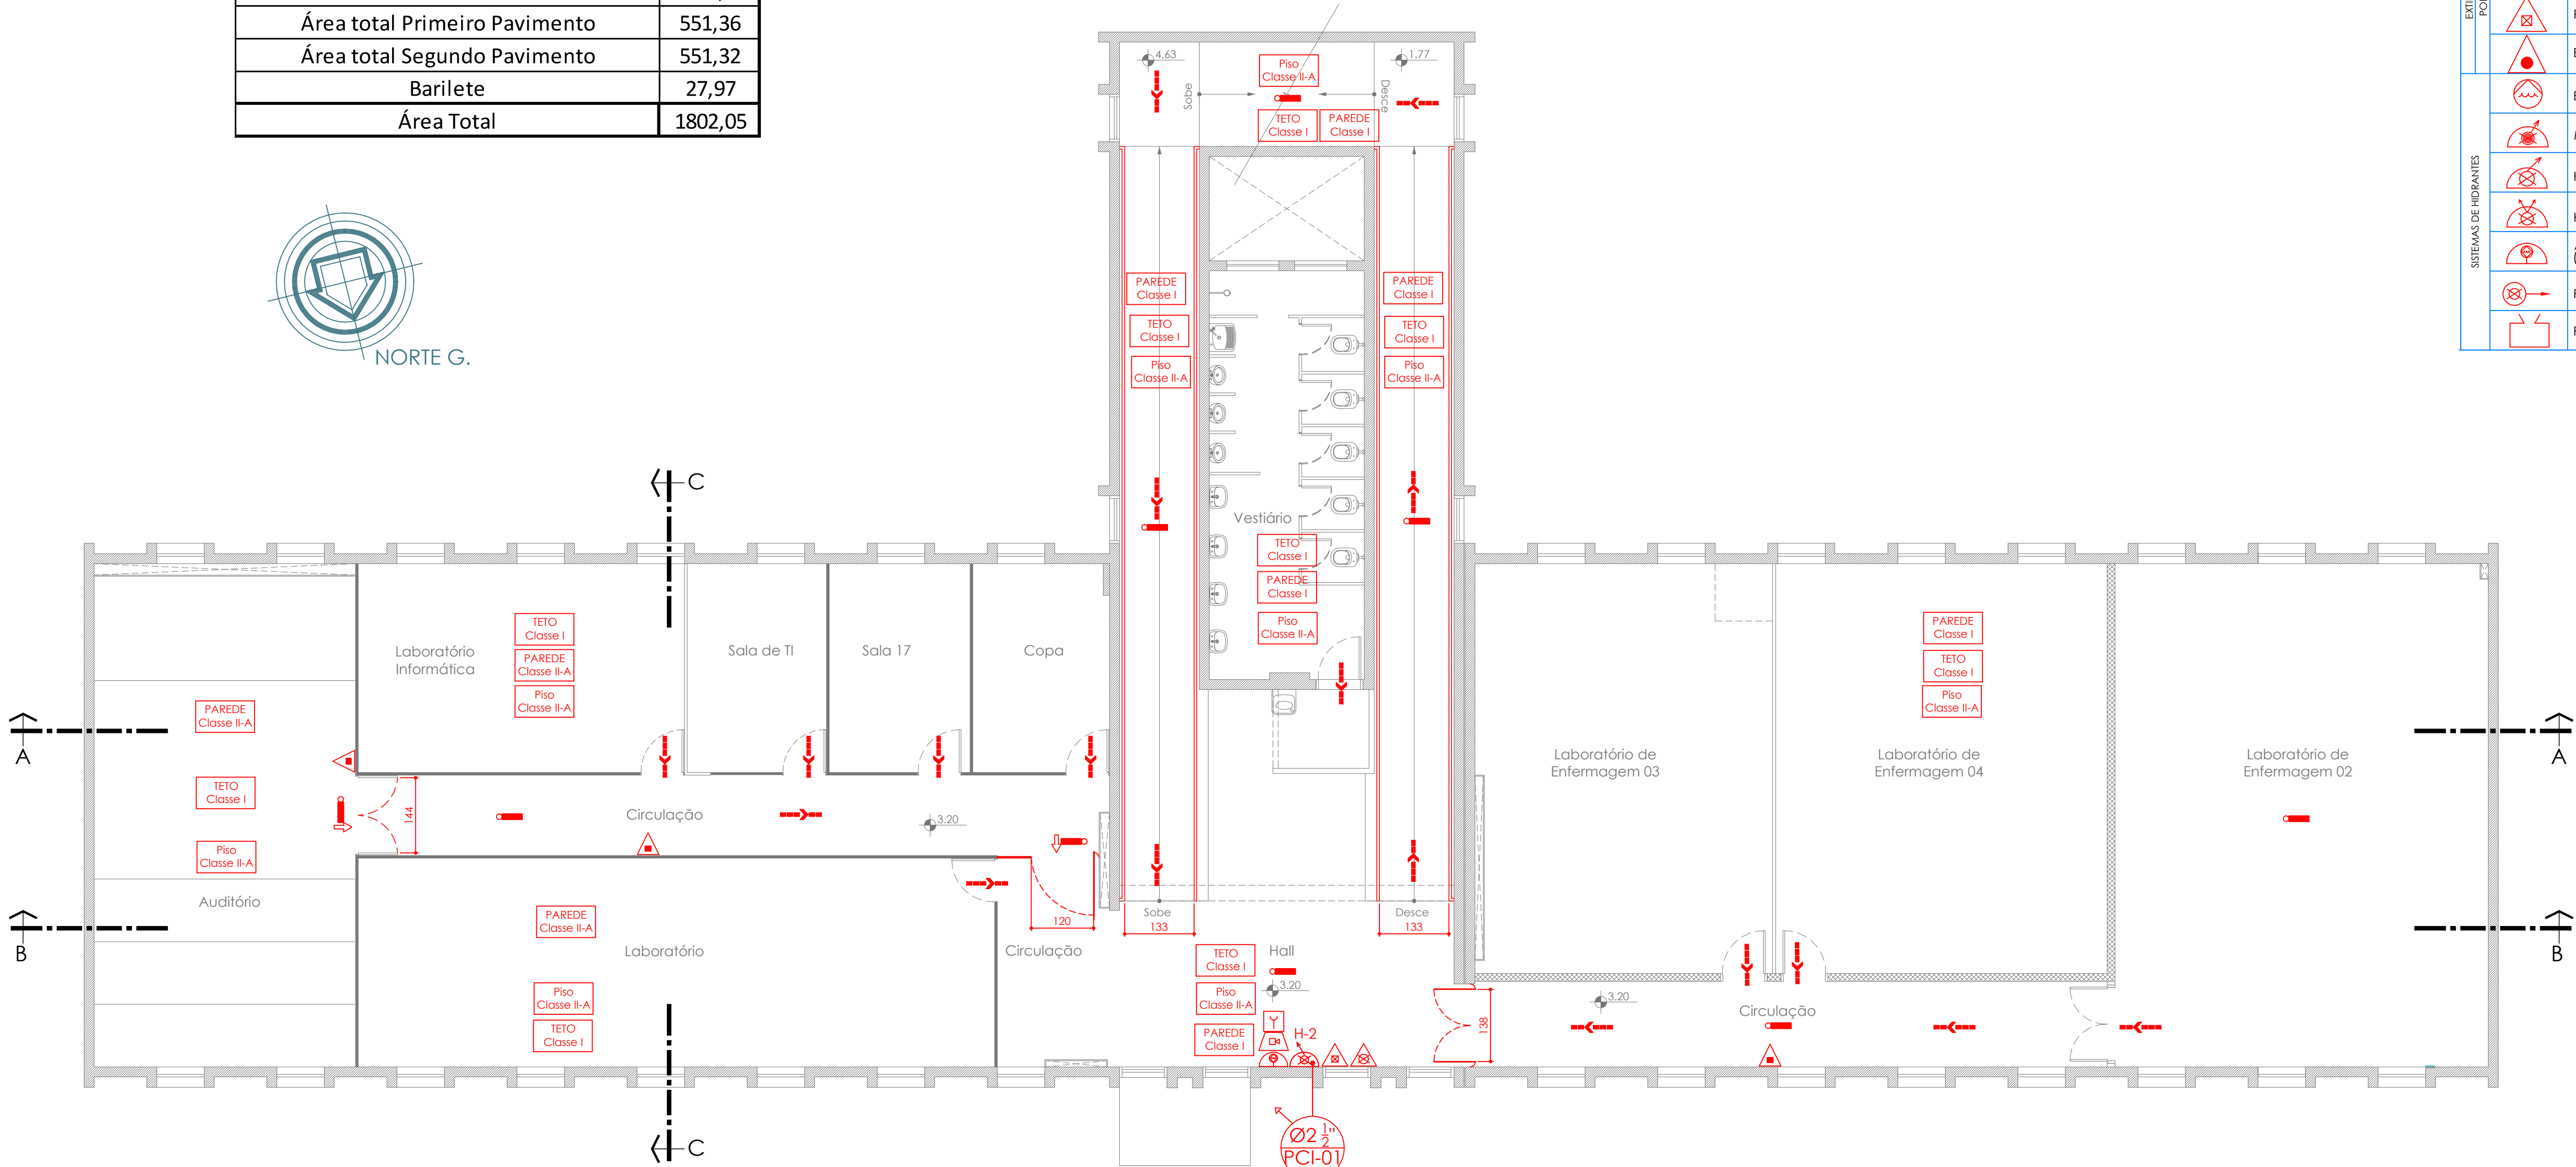 Área total Primeiro Pavimento 551,36
Área total Segundo Pavimento 551,32
Barilete 27,97
Área Total 1802,05
NORTE G.
SISTEMAS DE HIDRANTES
4.63
Sobe
Piso
Classe II-A
Desce
1.77
TETO
Classe I
PAREDE
Classe I
PAREDE
Classe I
TETO
Classe I
Piso
Classe II-A
PAREDE
Classe I
TETO
Classe I
Piso
Classe II-A
Vestiário
TETO
Classe I
PAREDE
Classe I
Piso
Classe II-A
C
Laboratório
Informática
TETO
Classe I
PAREDE
Classe II-A
Piso
Classe II-A
Sala de TI
Sala 17
Copa
PAREDE
Classe I
TETO
Classe I
Piso
Classe II-A
A
PAREDE
Classe II-A
TETO
Classe I
Piso
Classe II-A
Auditório
144
Circulação
3.20
Laboratório de
Enfermagem 03
Laboratório de
Enfermagem 04
Laboratório de
Enfermagem 02
A
B
PAREDE
Classe II-A
Laboratório
Piso
Classe II-A
TETO
Classe I
120
Circulação
Sobe
133
Desce
133
TETO
Classe I
Hall
Piso
Classe II-A
3.20
PAREDE
Classe I
H-2
138
3.20
Circulação
B
C
Ø2 1/2"
PCI-01